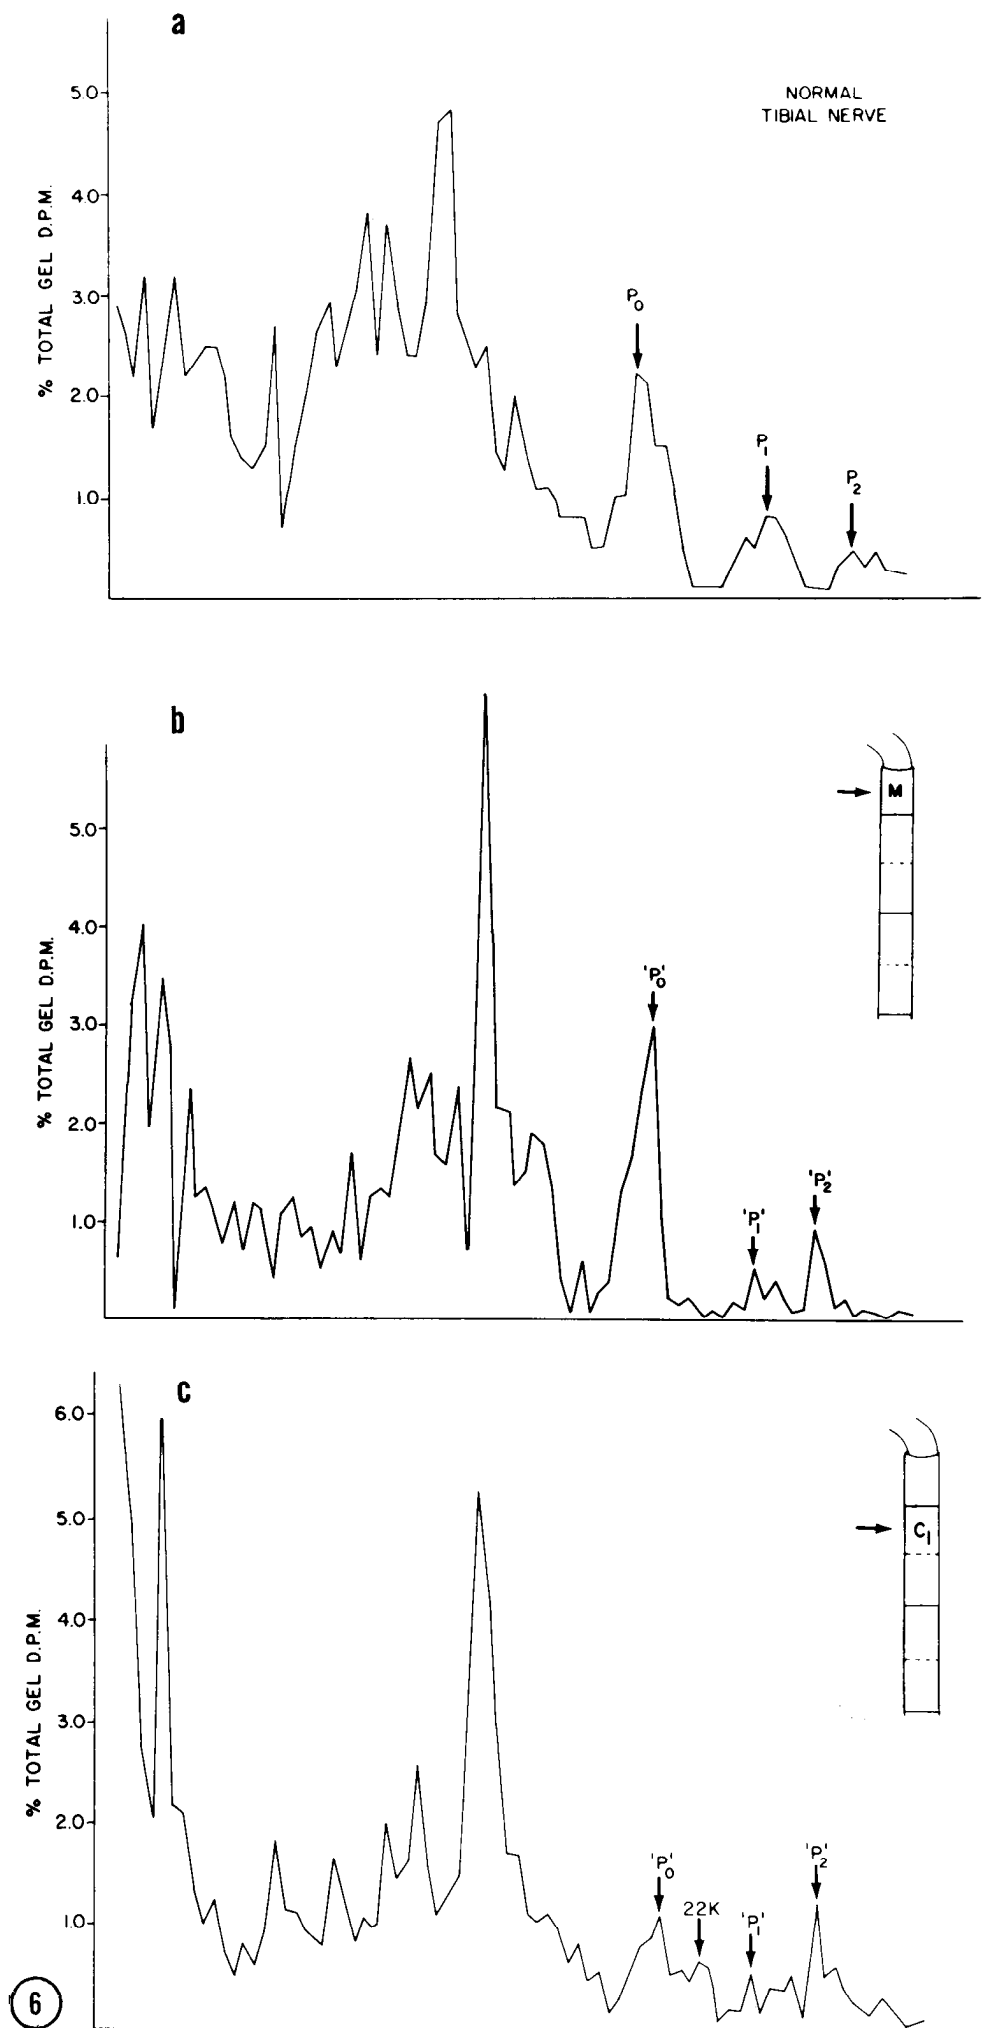 a
5.0
4.0
3.0
2.0
1.0
% TOTAL GEL D.P.M.
NORMAL
TIBIAL NERVE
P0
P1
P2
b
5.0
4.0
3.0
2.0
1.0
% TOTAL GEL D.P.M.
M
'P0'
'P1'
'P2'
c
6.0
5.0
4.0
3.0
2.0
1.0
% TOTAL GEL D.P.M.
C1
'P0'
22K
'P1'
'P2'
6